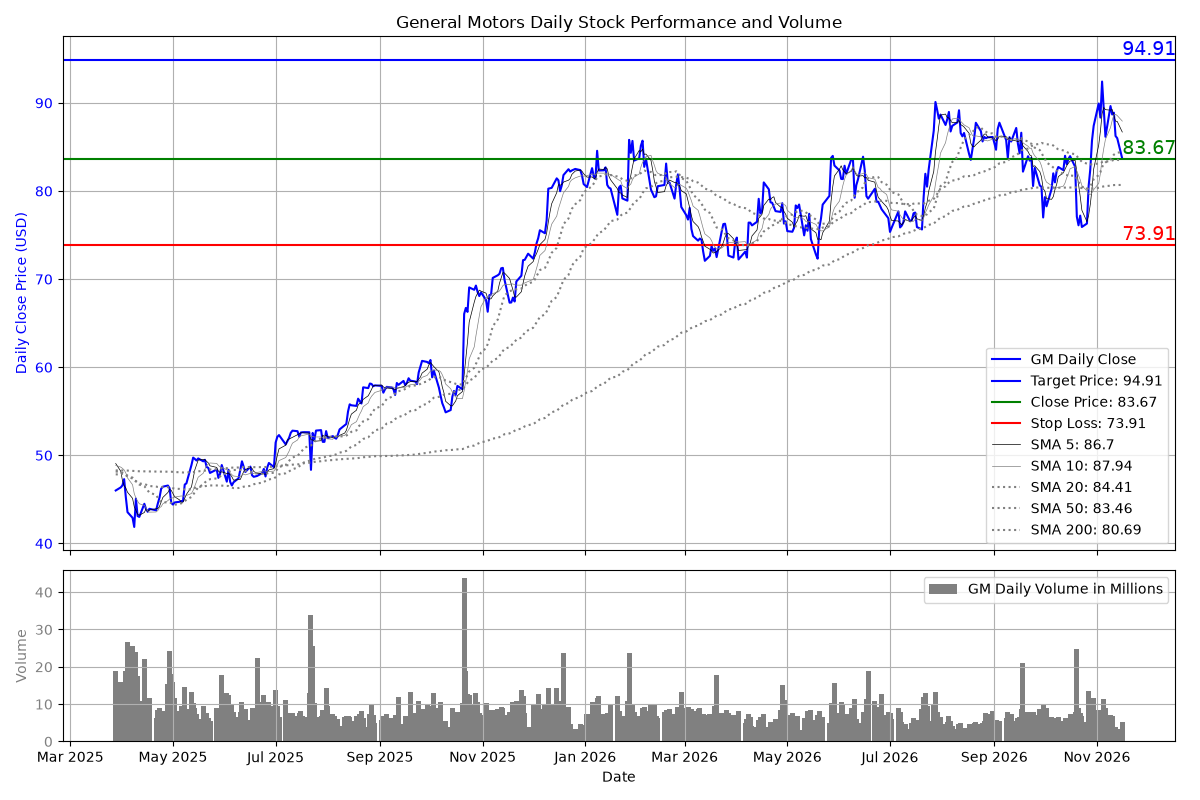 General Motors Daily Stock Performance and Volume
94.91
90
83.67
80
73.91
70
60
50
40
Daily Close Price (USD)
GM Daily Close
Target Price: 94.91
Close Price: 83.67
Stop Loss: 73.91
SMA 5: 86.7
SMA 10: 87.94
SMA 20: 84.41
SMA 50: 83.46
SMA 200: 80.69
GM Daily Volume in Millions
40
30
20
10
0
Volume
Mar 2025 May 2025 Jul 2025 Sep 2025 Nov 2025 Jan 2026 Mar 2026 May 2026 Jul 2026 Sep 2026 Nov 2026
Date